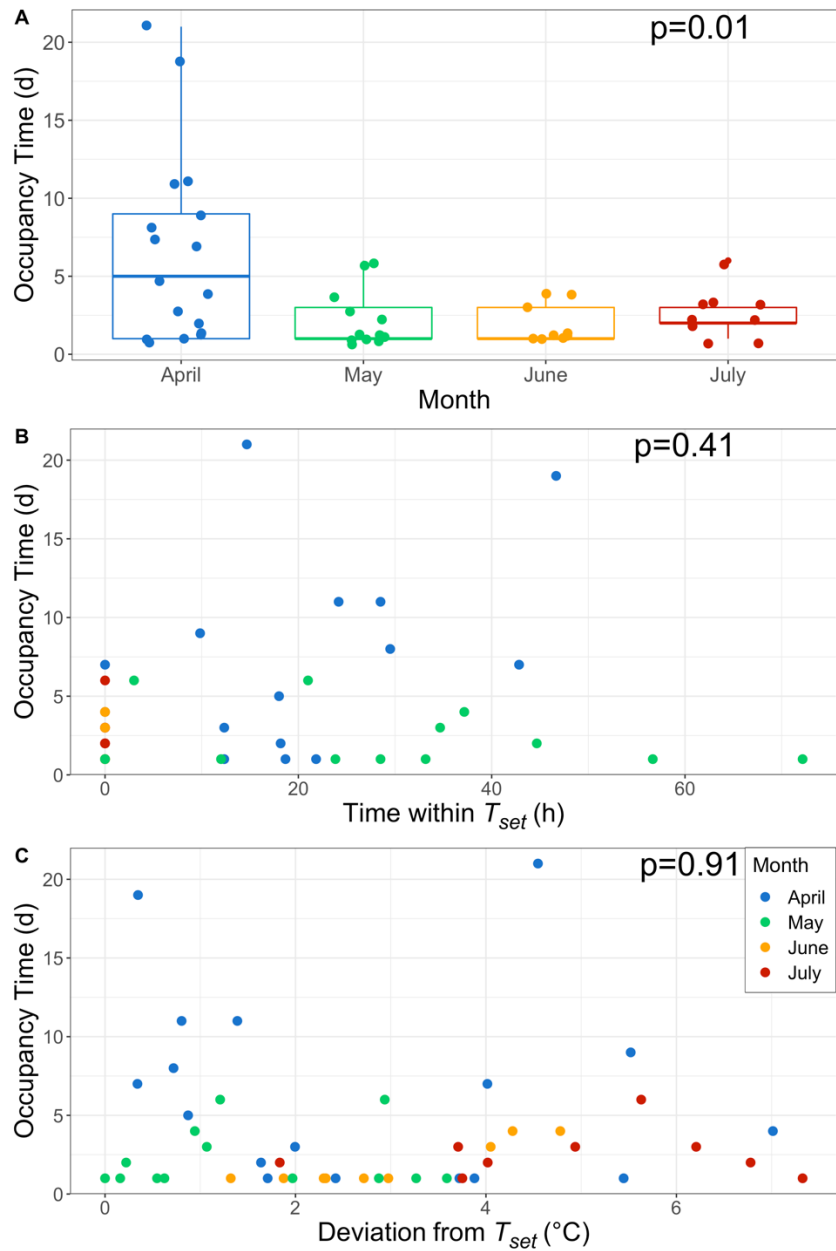 A
p=0.01
Occupancy Time (d)
20
15
10
5
0
April May June July
Month
B
p=0.41
Occupancy Time (d)
20
15
10
5
0
0 20 40 60
Time within Tset (h)
C
p=0.91
Occupancy Time (d)
20
15
10
5
0
Month
April
May
June
July
0 2 4 6
Deviation from Tset (°C)